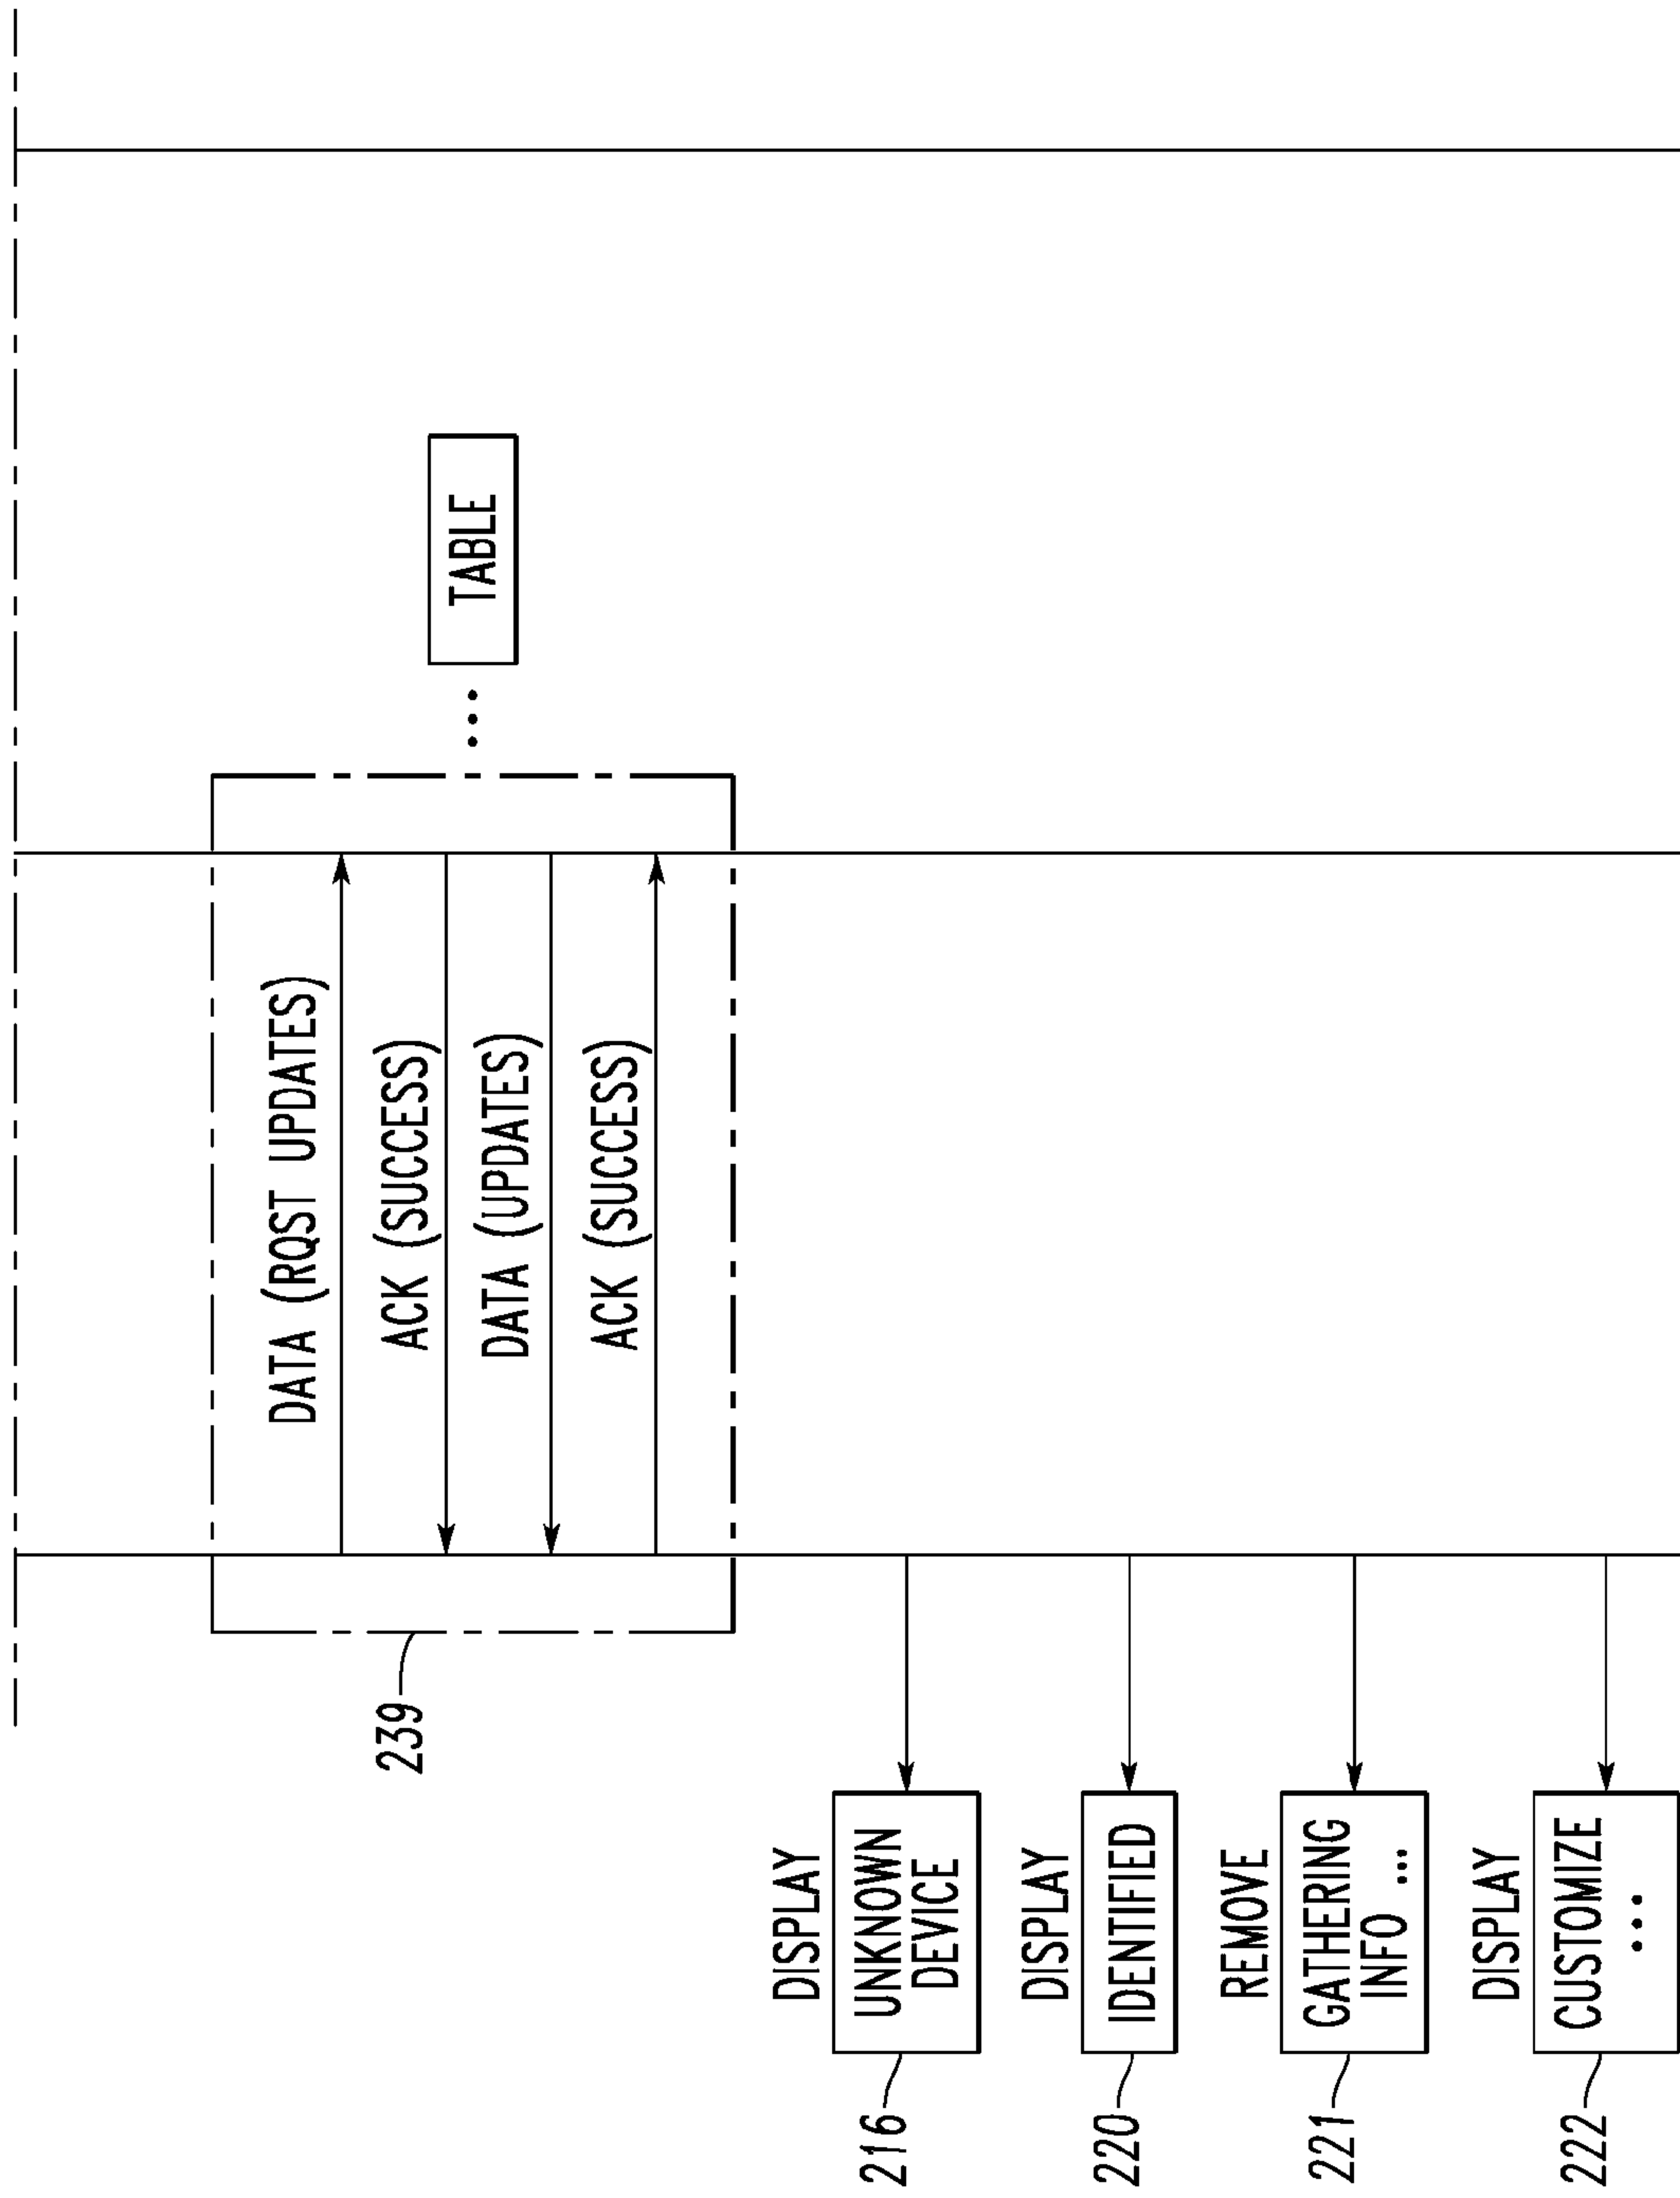 239
DATA (RQST UPDATES)
ACK (SUCCESS)
DATA (UPDATES)
ACK (SUCCESS)
TABLE
216
DISPLAY
UNKNOWN
DEVICE
220
DISPLAY
IDENTIFIED
221
REMOVE
GATHERING
INFO ...
222
DISPLAY
CUSTOMIZE
...